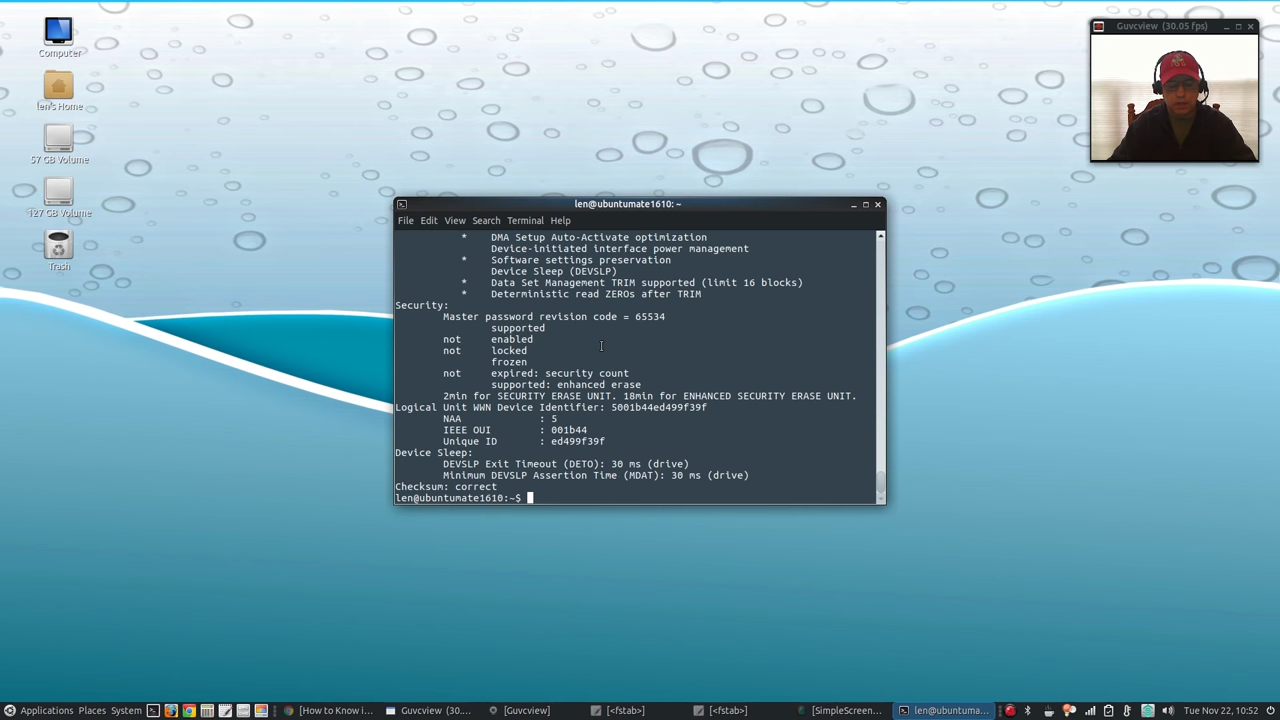 Computer
len's Home
57 GB Volume
127 GB Volume
Trash
Guvcview (30.05 fps)
len@ubuntumate1610: ~
File Edit View Search Terminal Help
* DMA Setup Auto-Activate optimization
Device-initiated interface power management
* Software settings preservation
Device Sleep (DEVSLP)
* Data Set Management TRIM supported (limit 16 blocks)
* Deterministic read ZEROs after TRIM
Security:
Master password revision code = 65534
supported
not enabled
not locked
frozen
not expired: security count
supported: enhanced erase
2min for SECURITY ERASE UNIT. 18min for ENHANCED SECURITY ERASE UNIT.
Logical Unit WWN Device Identifier: 5001b44ed499f39f
NAA : 5
IEEE OUI : 001b44
Unique ID : ed499f39f
Device Sleep:
DEVSLP Exit Timeout (DETO): 30 ms (drive)
Minimum DEVSLP Assertion Time (MDAT): 30 ms (drive)
Checksum: correct
len@ubuntumate1610:~$
Applications Places System [How to Know i... Guvcview (30.... [Guvcview] [<fstab>] [<fstab>] [SimpleScreen... len@ubuntuma... Tue Nov 22, 10:52